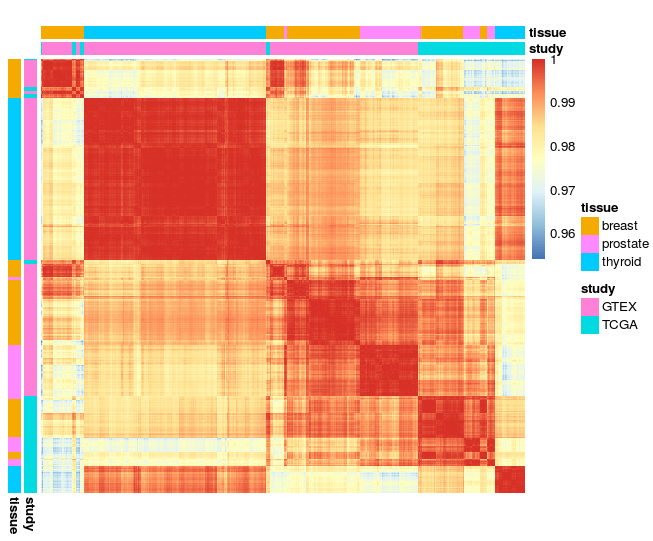 tissue
study
1
0.99
0.98
0.97
0.96
tissue
breast
prostate
thyroid
study
GTEX
TCGA
tissue
study